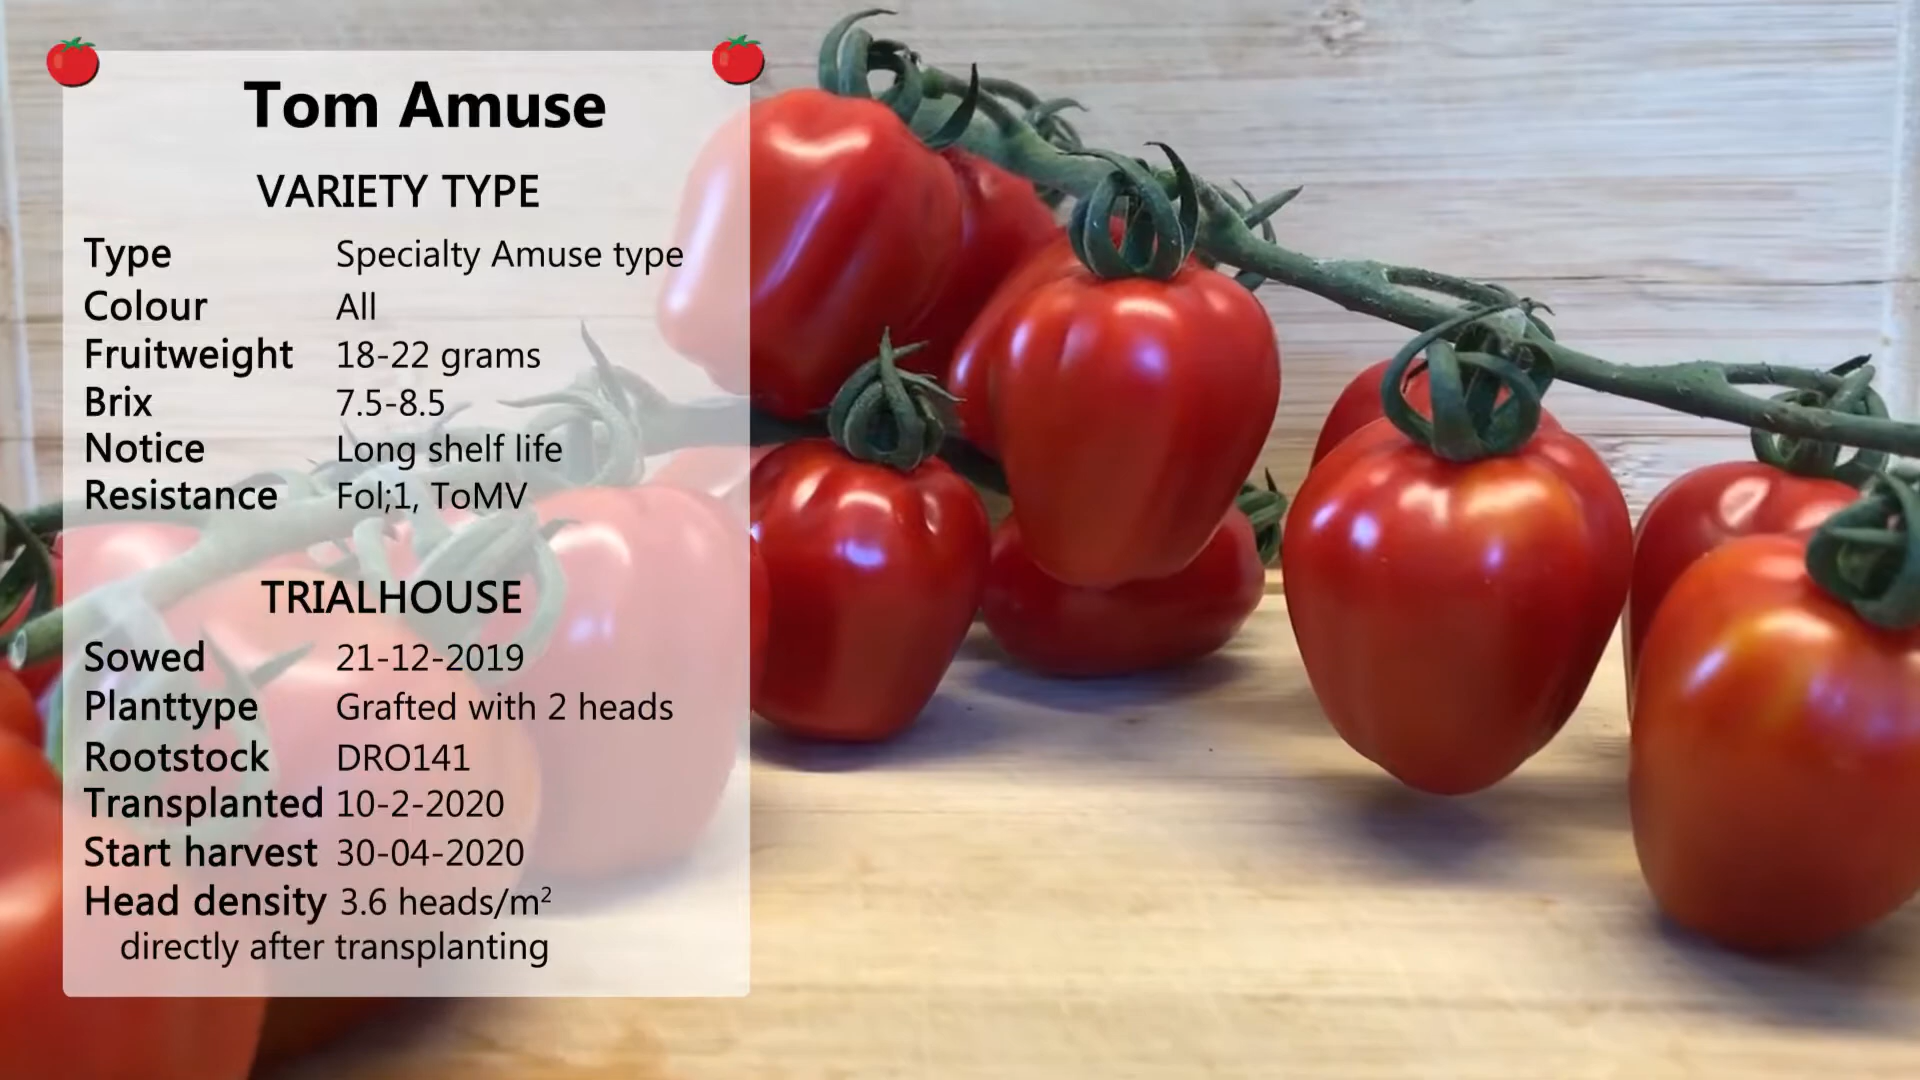 Tom Amuse
VARIETY TYPE
Type Specialty Amuse type
Colour All
Fruitweight 18-22 grams
Brix 7.5-8.5
Notice Long shelf life
Resistance Fol;1, ToMV
TRIALHOUSE
Sowed 21-12-2019
Planttype Grafted with 2 heads
Rootstock DRO141
Transplanted 10-2-2020
Start harvest 30-04-2020
Head density 3.6 heads/m²
directly after transplanting